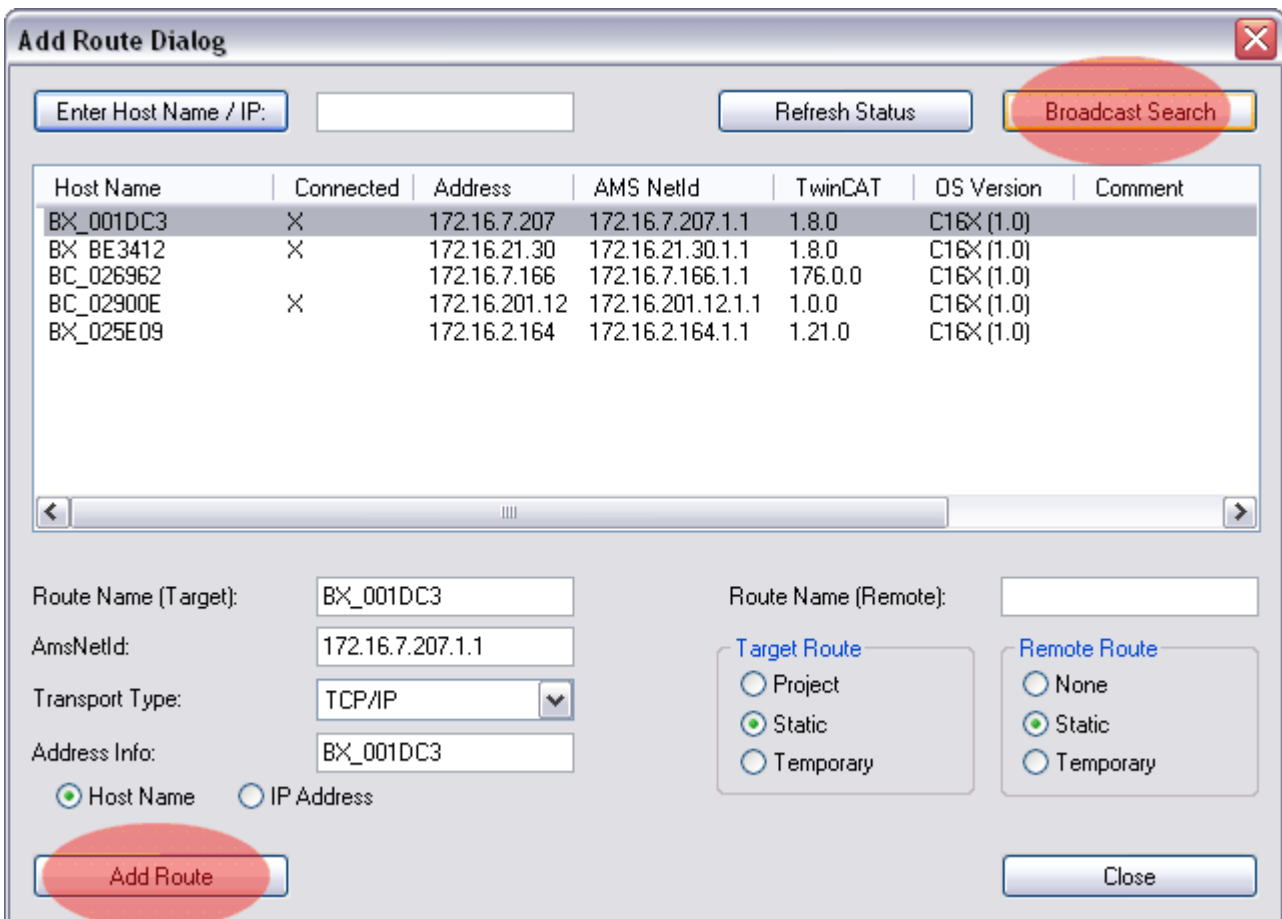 Add Route Dialog
Enter Host Name / IP: Refresh Status Broadcast Search
Host Name Connected Address AMS NetId TwinCAT OS Version Comment
BX_001DC3 X 172.16.7.207 172.16.7.207.1.1 1.8.0 C16X (1.0)
BX_BE3412 X 172.16.21.30 172.16.21.30.1.1 1.8.0 C16X (1.0)
BC_026962 172.16.7.166 172.16.7.166.1.1 176.0.0 C16X (1.0)
BC_02900E X 172.16.201.12 172.16.201.12.1.1 1.0.0 C16X (1.0)
BX_025E09 172.16.2.164 172.16.2.164.1.1 1.21.0 C16X (1.0)
Route Name (Target): BX_001DC3 Route Name (Remote):
AmsNetId: 172.16.7.207.1.1 Target Route Remote Route
Project None
Transport Type: TCP/IP Static Static
Address Info: BX_001DC3 Temporary Temporary
Host Name IP Address
Add Route Close